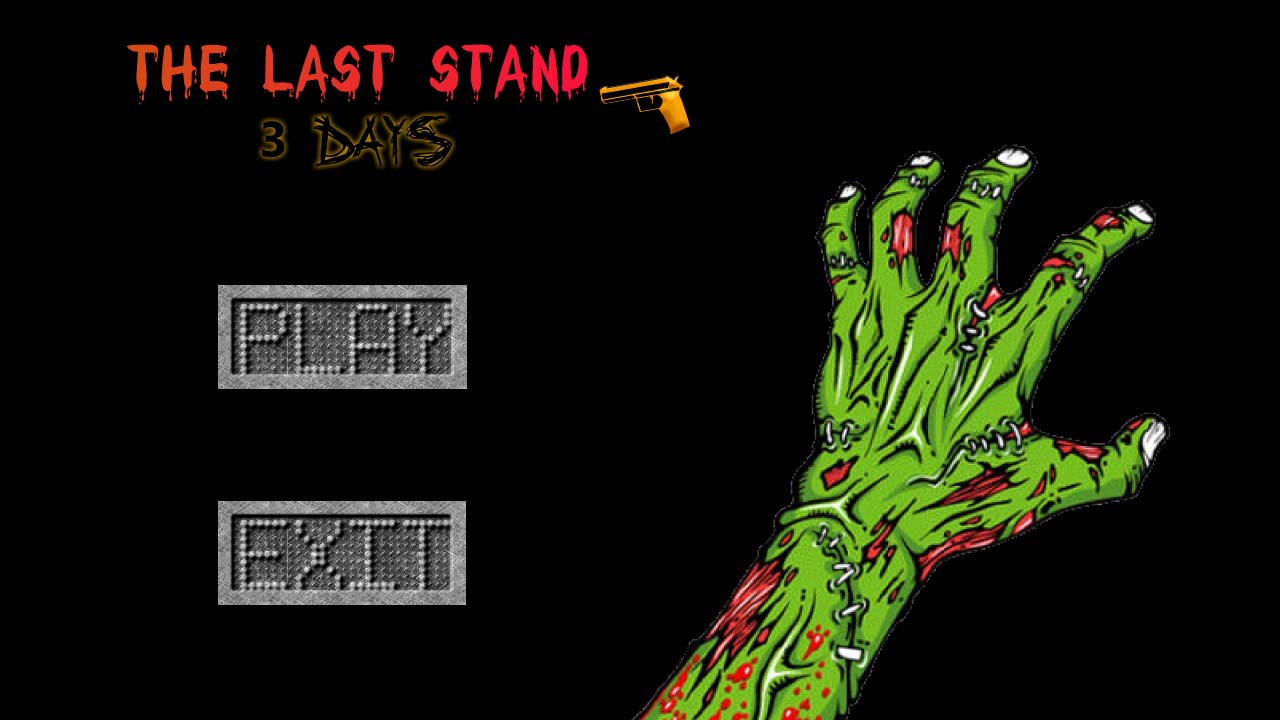 THE LAST STAND
3 DAYS
PLAY
EXIT